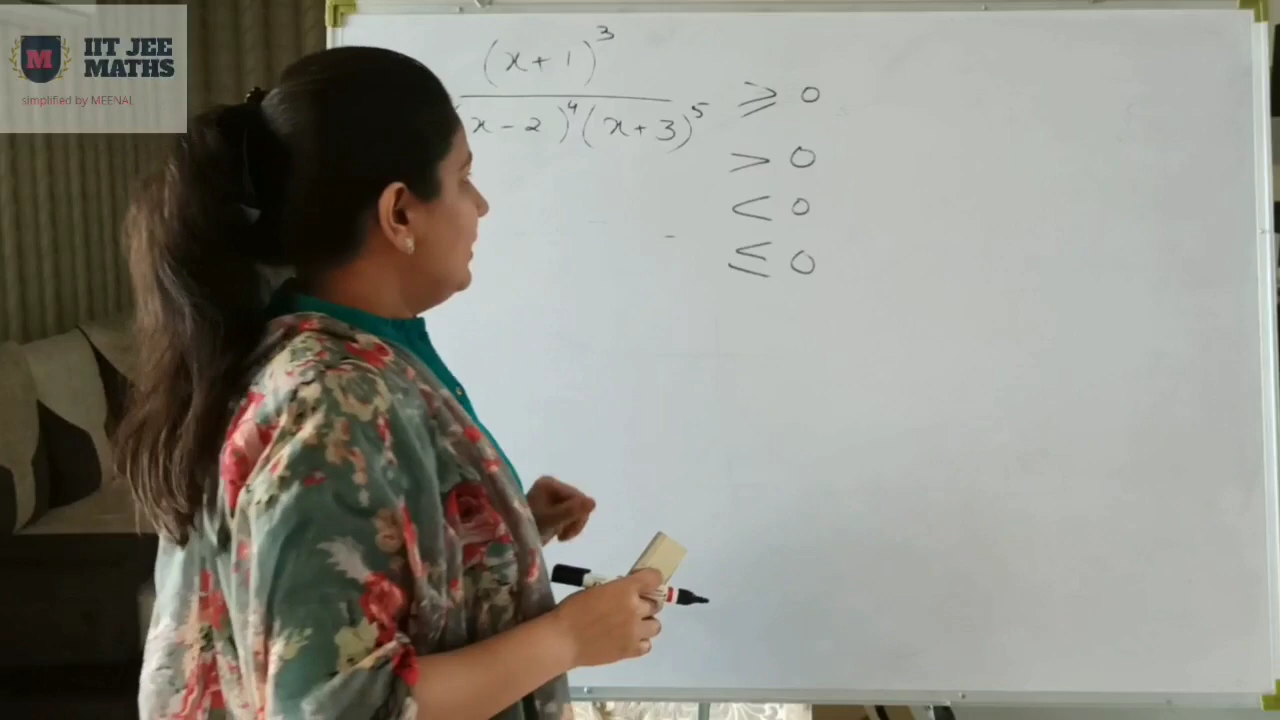 M IIT JEE
MATHS
simplified by MEENAL
(x+1)^3
(x-2)^4 (x+3)^5 ≥ 0
> 0
< 0
≤ 0